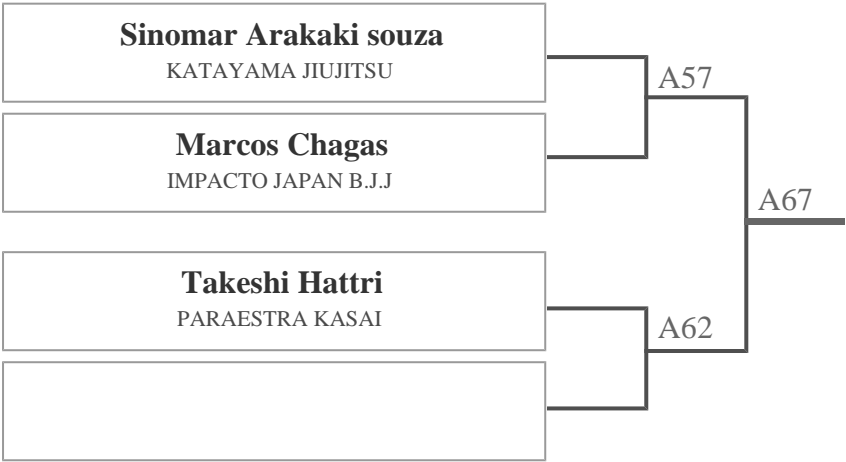 Sinomar Arakaki souza
KATAYAMA JIUJITSU
A57
Marcos Chagas
IMPACTO JAPAN B.J.J
A67
Takeshi Hattri
PARAESTRA KASAI
A62